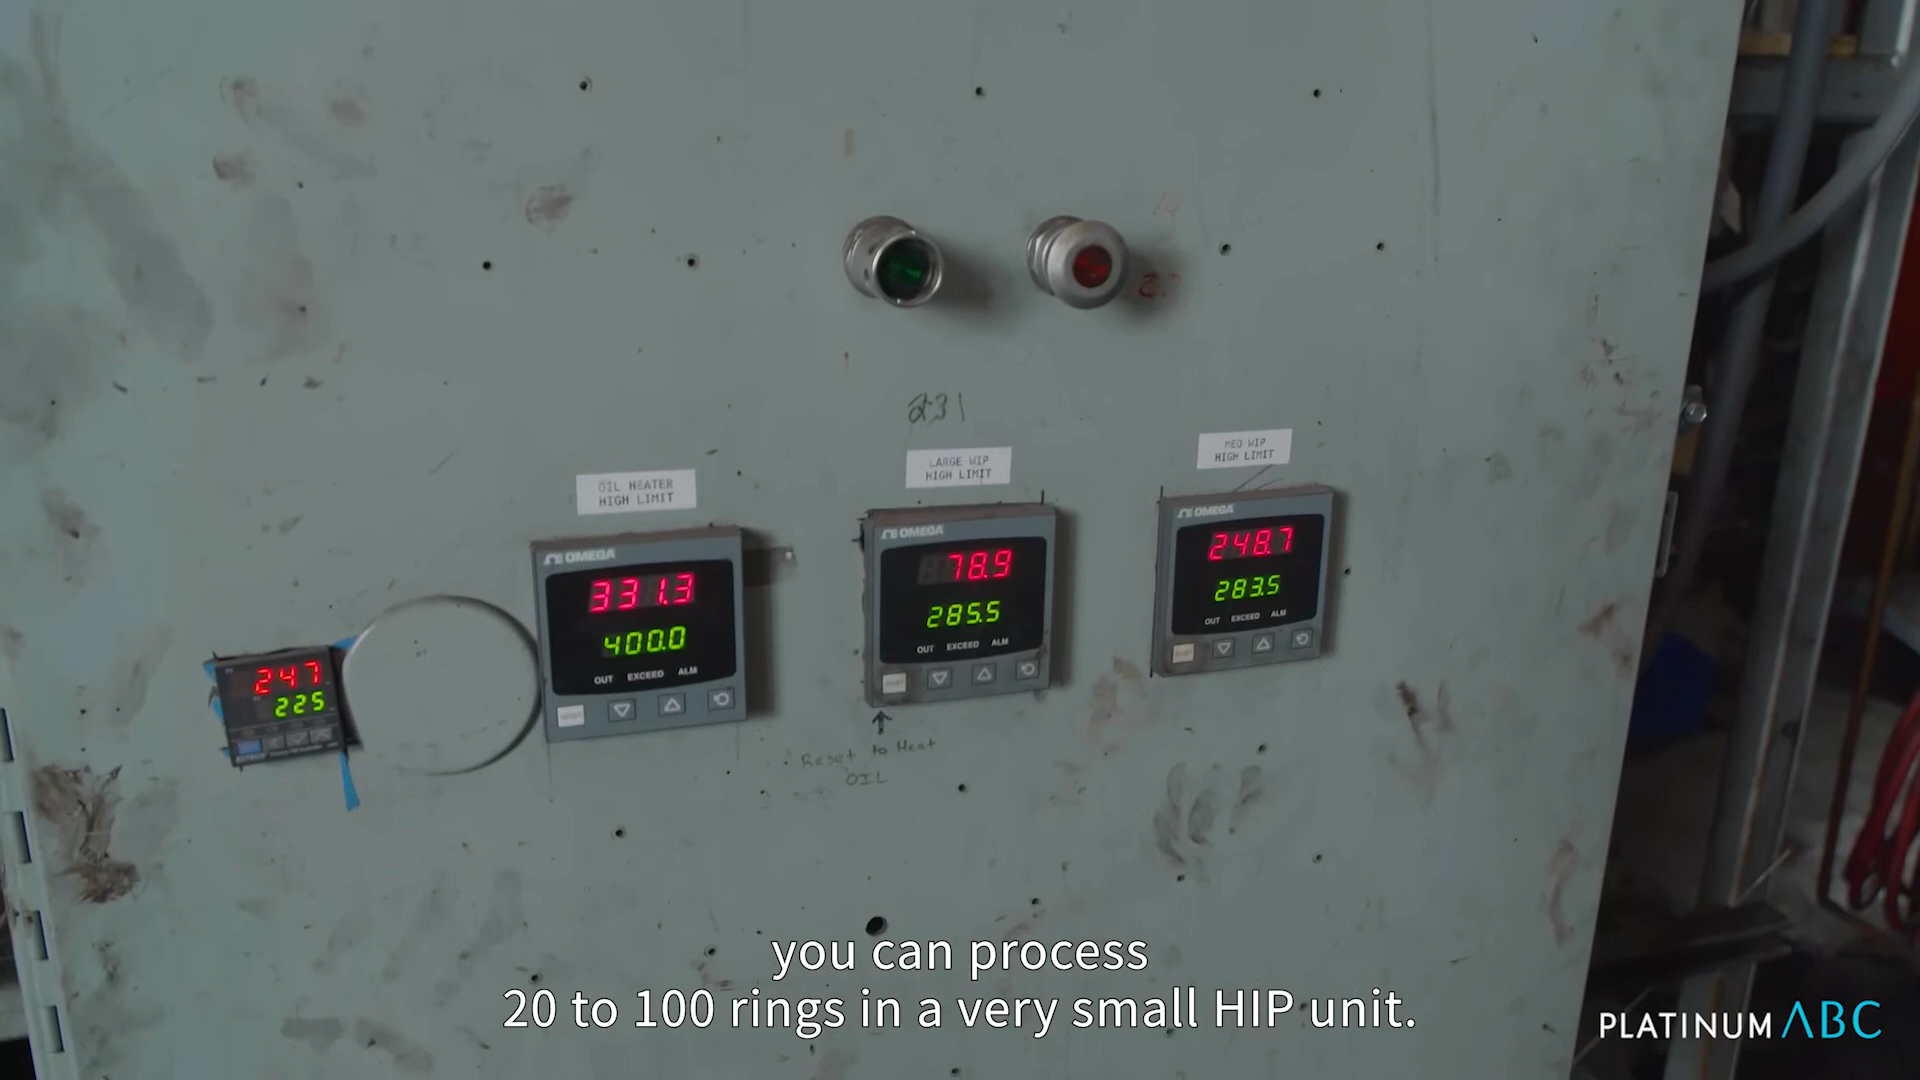 231
OIL HEATER
HIGH LIMIT
LARGE WIP
HIGH LIMIT
MED WIP
HIGH LIMIT
OMEGA
331.3
400.0
OUT EXCEED ALM
OMEGA
78.9
285.5
OUT EXCEED ALM
OMEGA
248.7
283.5
OUT EXCEED ALM
247
225
Reset to Heat
OIL
you can process
20 to 100 rings in a very small HIP unit.
PLATINUM ABC